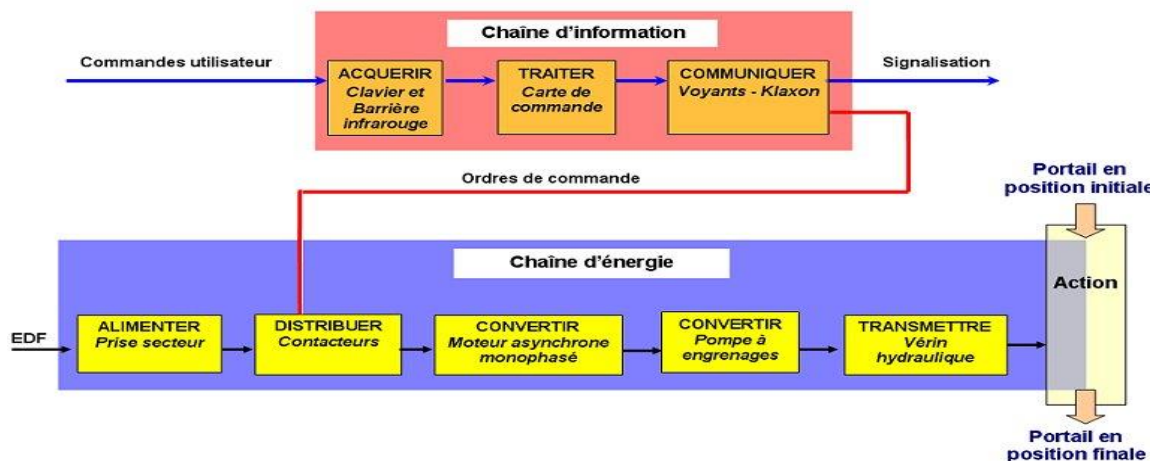 Chaîne d'information
Commandes utilisateur
ACQUERIR
Clavier et
Barrière
infrarouge
TRAITER
Carte de
commande
COMMUNIQUER
Voyants - Klaxon
Signalisation
Ordres de commande
Portail en
position initiale
Chaîne d'énergie
Action
EDF
ALIMENTER
Prise secteur
DISTRIBUER
Contacteurs
CONVERTIR
Moteur asynchrone
monophasé
CONVERTIR
Pompe à
engrenages
TRANSMETTRE
Vérin
hydraulique
Portail en
position finale